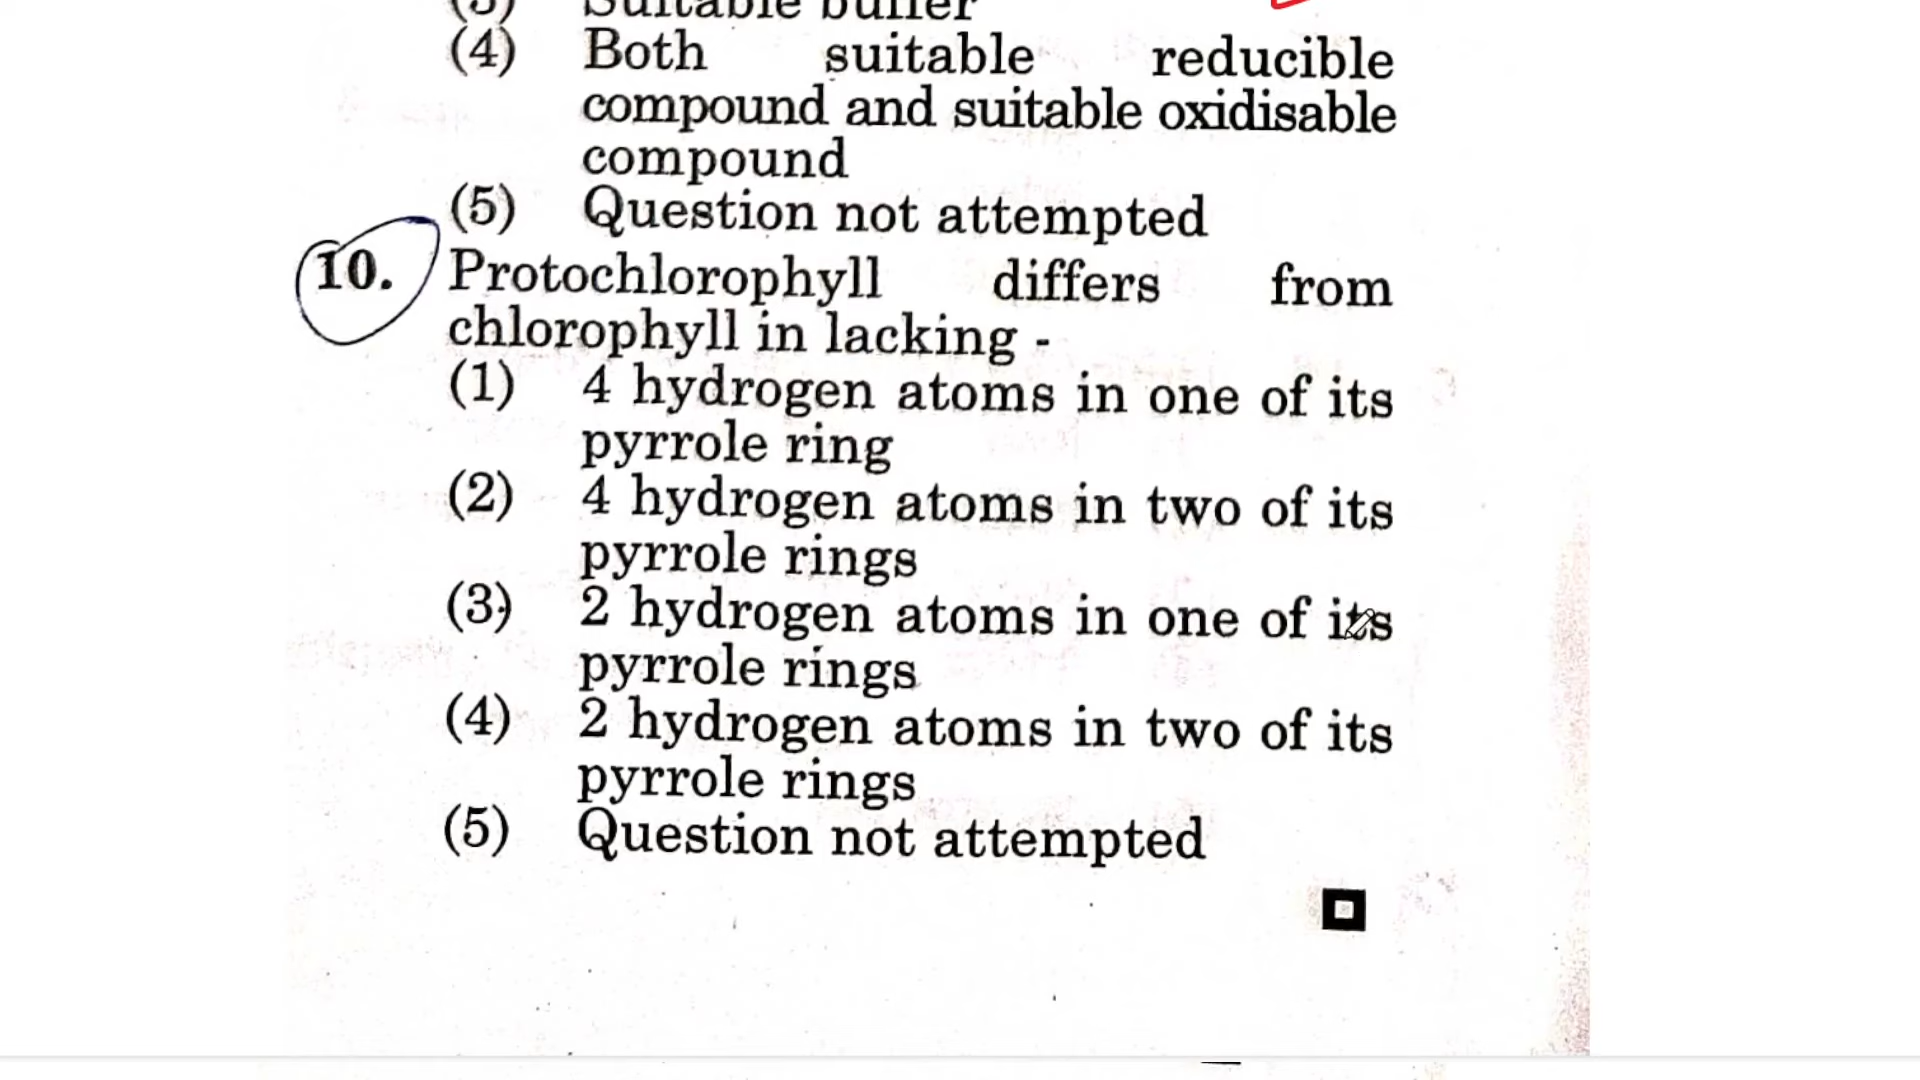 (3) Suitable buffer
(4) Both suitable reducible
compound and suitable oxidisable
compound
(5) Question not attempted
10. Protochlorophyll differs from
chlorophyll in lacking -
(1) 4 hydrogen atoms in one of its
pyrrole ring
(2) 4 hydrogen atoms in two of its
pyrrole rings
(3) 2 hydrogen atoms in one of its
pyrrole rings
(4) 2 hydrogen atoms in two of its
pyrrole rings
(5) Question not attempted